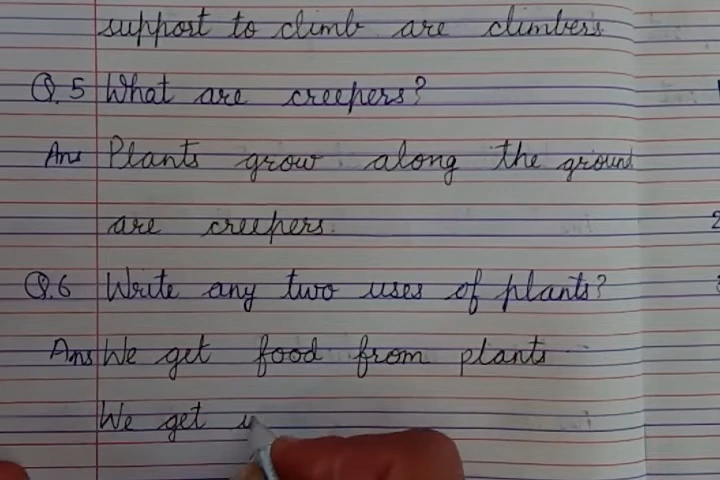 support to climb are climbers
Q.5 What are creepers?
Ans Plants grow along the ground
are creepers.
Q.6 Write any two uses of plants?
Ans We get food from plants
We get